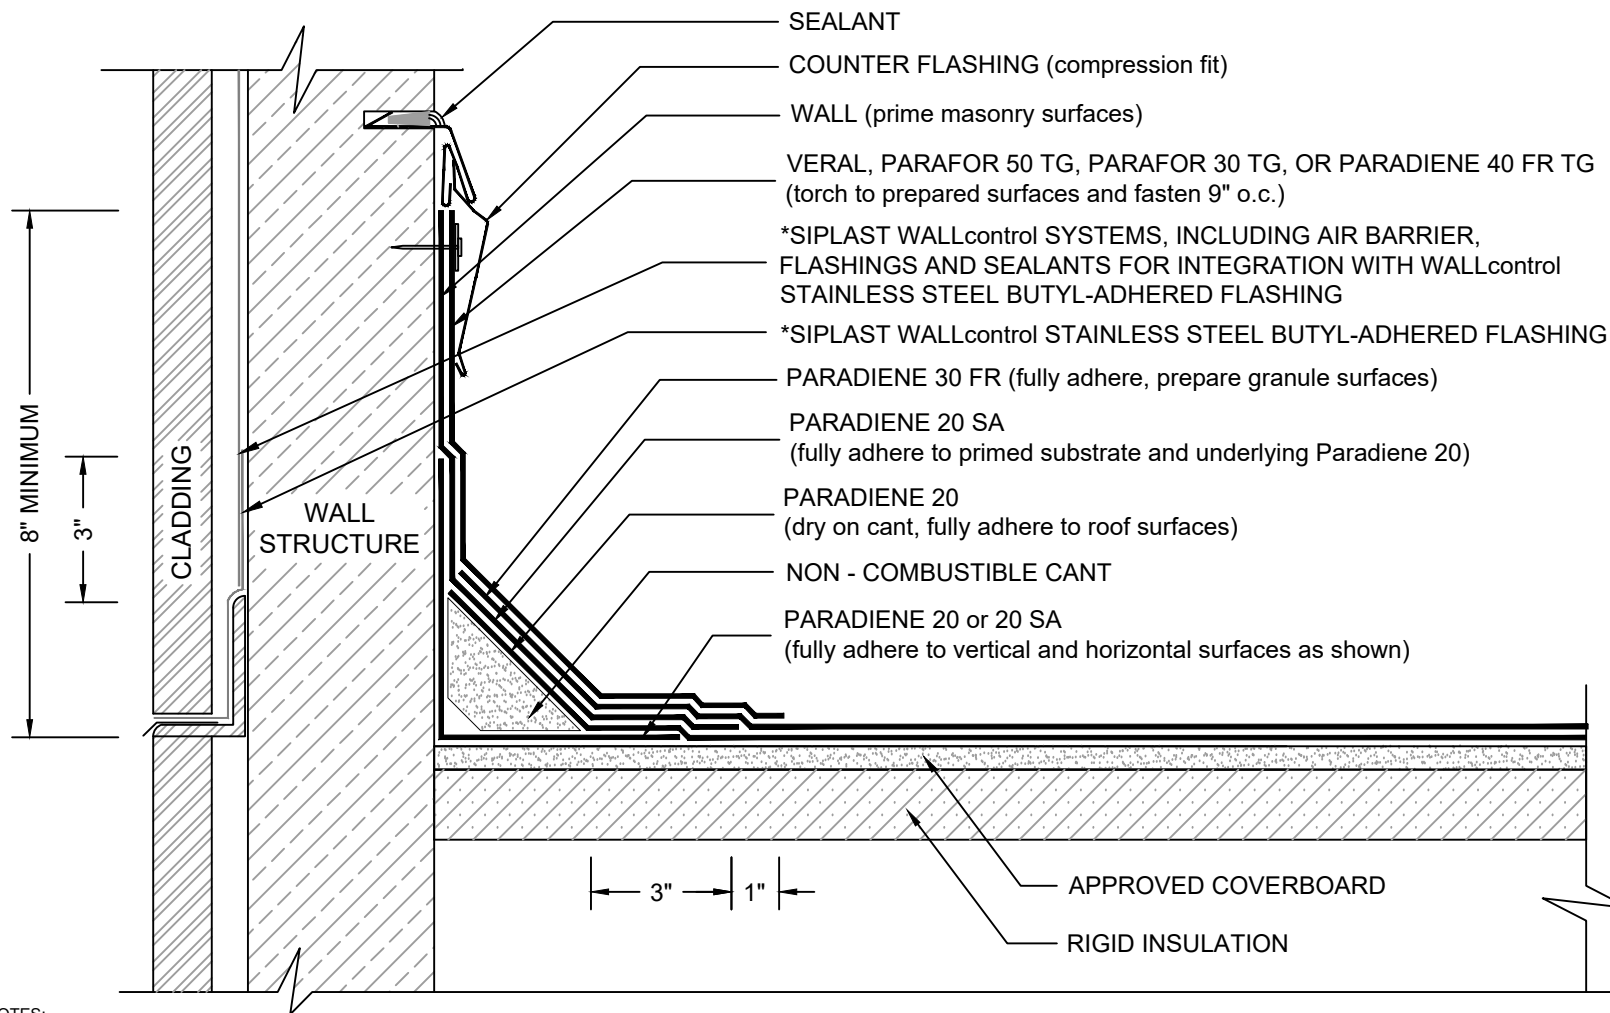 SEALANT
COUNTER FLASHING (compression fit)
WALL (prime masonry surfaces)
VERAL, PARAFOR 50 TG, PARAFOR 30 TG, OR PARADIENE 40 FR TG
(torch to prepared surfaces and fasten 9" o.c.)
*SIPLAST WALLcontrol SYSTEMS, INCLUDING AIR BARRIER,
FLASHINGS AND SEALANTS FOR INTEGRATION WITH WALLcontrol
STAINLESS STEEL BUTYL-ADHERED FLASHING
*SIPLAST WALLcontrol STAINLESS STEEL BUTYL-ADHERED FLASHING
PARADIENE 30 FR (fully adhere, prepare granule surfaces)
PARADIENE 20 SA
(fully adhere to primed substrate and underlying Paradiene 20)
PARADIENE 20
(dry on cant, fully adhere to roof surfaces)
NON - COMBUSTIBLE CANT
PARADIENE 20 or 20 SA
(fully adhere to vertical and horizontal surfaces as shown)
8" MINIMUM
3"
CLADDING
WALL
STRUCTURE
3"
1"
APPROVED COVERBOARD
RIGID INSULATION